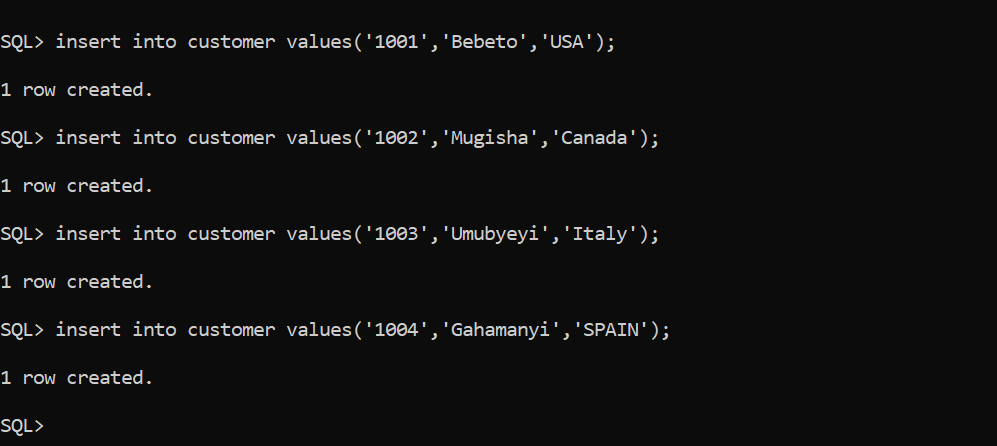 SQL> insert into customer values('1001','Bebeto','USA');
1 row created.
SQL> insert into customer values('1002','Mugisha','Canada');
1 row created.
SQL> insert into customer values('1003','Umubyeyi','Italy');
1 row created.
SQL> insert into customer values('1004','Gahamanyi','SPAIN');
1 row created.
SQL>